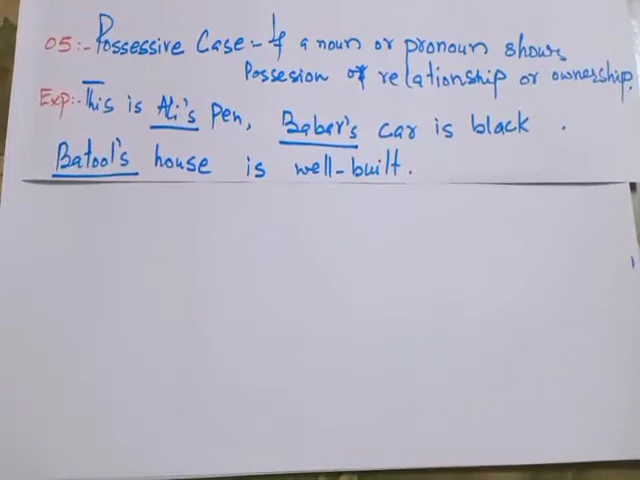 05:- Possessive Case:- If a noun or pronoun shows
Possesion of relationship or ownership.
Exp:- This is Ali's pen, Babar's car is black.
Batool's house is well-built.